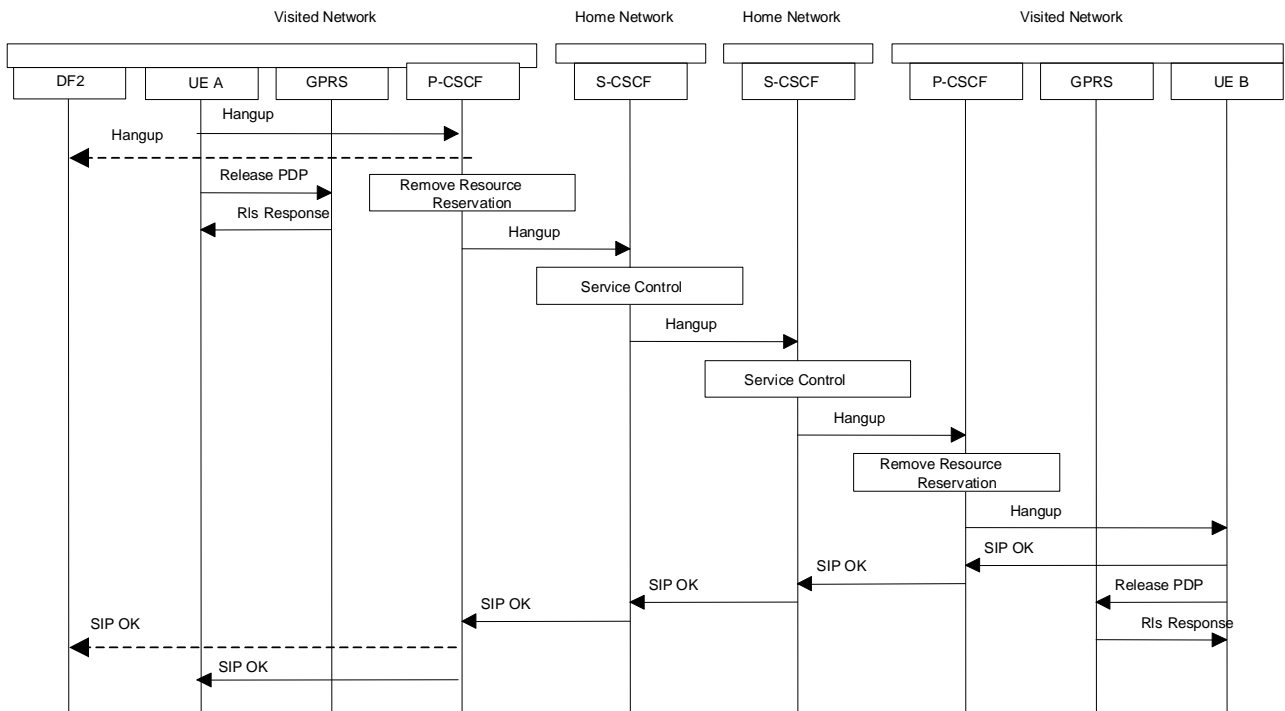 Visited Network
Home Network
Home Network
Visited Network
DF2
UE A
GPRS
P-CSCF
S-CSCF
S-CSCF
P-CSCF
GPRS
UE B
Hangup
Hangup
Release PDP
Remove Resource
Reservation
Rls Response
Hangup
Service Control
Hangup
Service Control
Hangup
Remove Resource
Reservation
Hangup
SIP OK
SIP OK
SIP OK
Release PDP
SIP OK
SIP OK
Rls Response
SIP OK